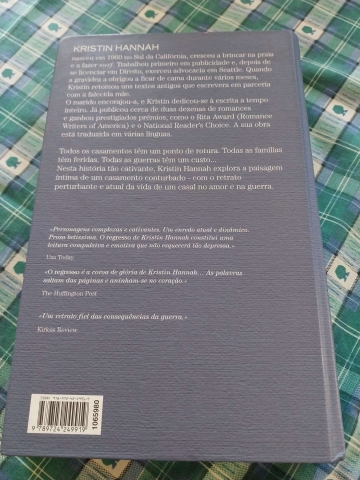 KRISTIN HANNAH
nasceu em 1960 no Sul da Califórnia, cresceu a brincar na praia
e a fazer surf. Trabalhou primeiro em publicidade e, depois de
se licenciar em Direito, exerceu advocacia em Seattle. Quando
a gravidez a obrigou a ficar de cama durante vários meses,
Kristin retomou uns textos antigos que escrevera em parceria
com a falecida mãe.
O marido encorajou-a, e Kristin dedicou-se à escrita a tempo
inteiro. Já publicou cerca de duas dezenas de romances
e ganhou prestigiados prémios, como o Rita Award (Romance
Writers of America) e o National Reader's Choice. A sua obra
está traduzida em várias línguas.
Todos os casamentos têm um ponto de rotura. Todas as famílias
têm feridas. Todas as guerras têm um custo...
Nesta história tão cativante, Kristin Hannah explora a paisagem
íntima de um casamento conturbado – com o retrato
perturbante e atual da vida de um casal no amor e na guerra.
«Personagens complexas e cativantes. Um enredo atual e dinâmico.
Prosa belíssima. O regresso de Kristin Hannah constitui uma
leitura compulsiva e emotiva que não esquecerá tão depressa.»
Usa Today
«O regresso é a coroa de glória de Kristin Hannah... As palavras
saltam das páginas e aninham-se no coração.»
The Huffington Post
«Um retrato fiel das consequências da guerra.»
Kirkus Review
1065980
9 789724 249919